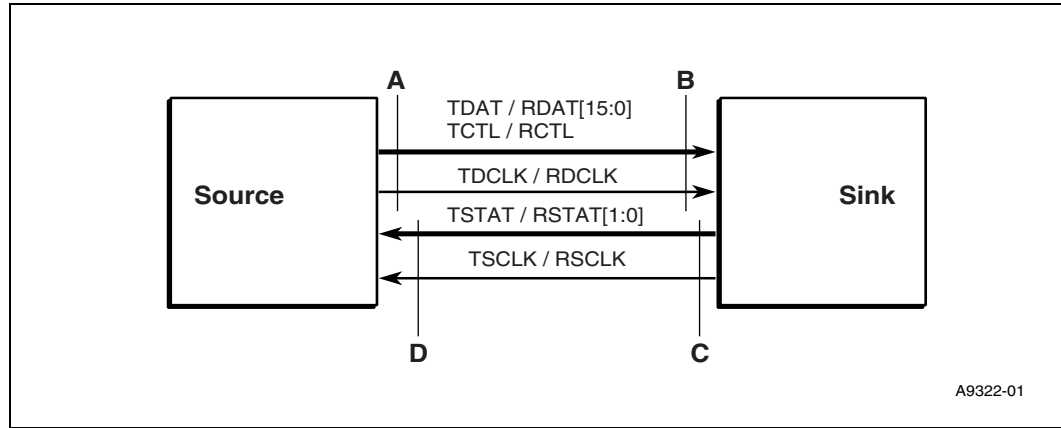 A
B
TDAT / RDAT[15:0]
TCTL / RCTL
TDCLK / RDCLK
Source
Sink
TSTAT / RSTAT[1:0]
TSCLK / RSCLK
D
C
A9322-01